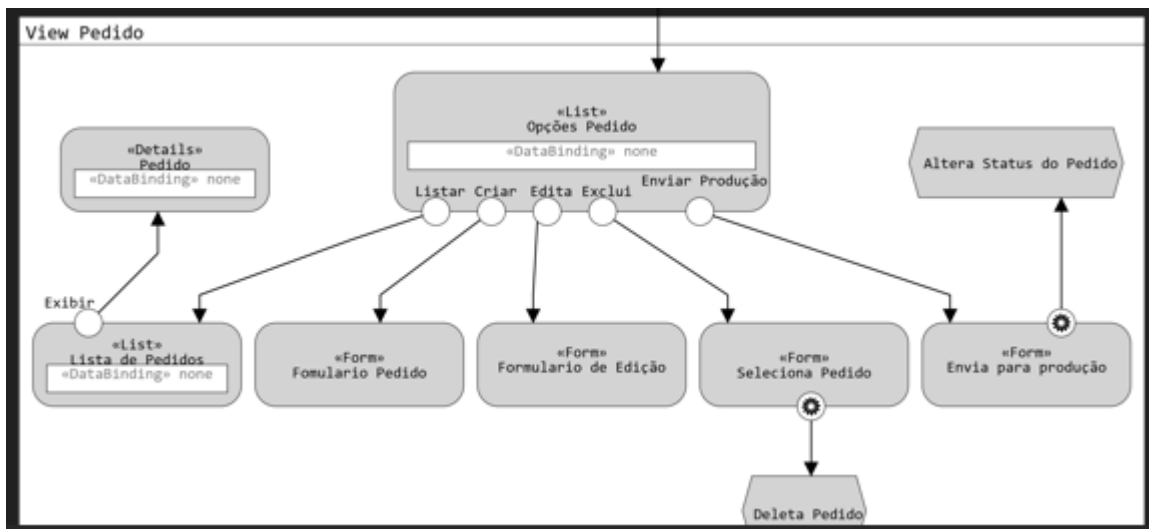 View Pedido
«List»
Opções Pedido
«DataBinding» none
Listar Criar Edita Exclui Enviar Produção
«Details»
Pedido
«DataBinding» none
Altera Status do Pedido
Exibir
«List»
Lista de Pedidos
«DataBinding» none
«Form»
Fomulario Pedido
«Form»
Formulario de Edição
«Form»
Seleciona Pedido
«Form»
Envia para produção
Deleta Pedido